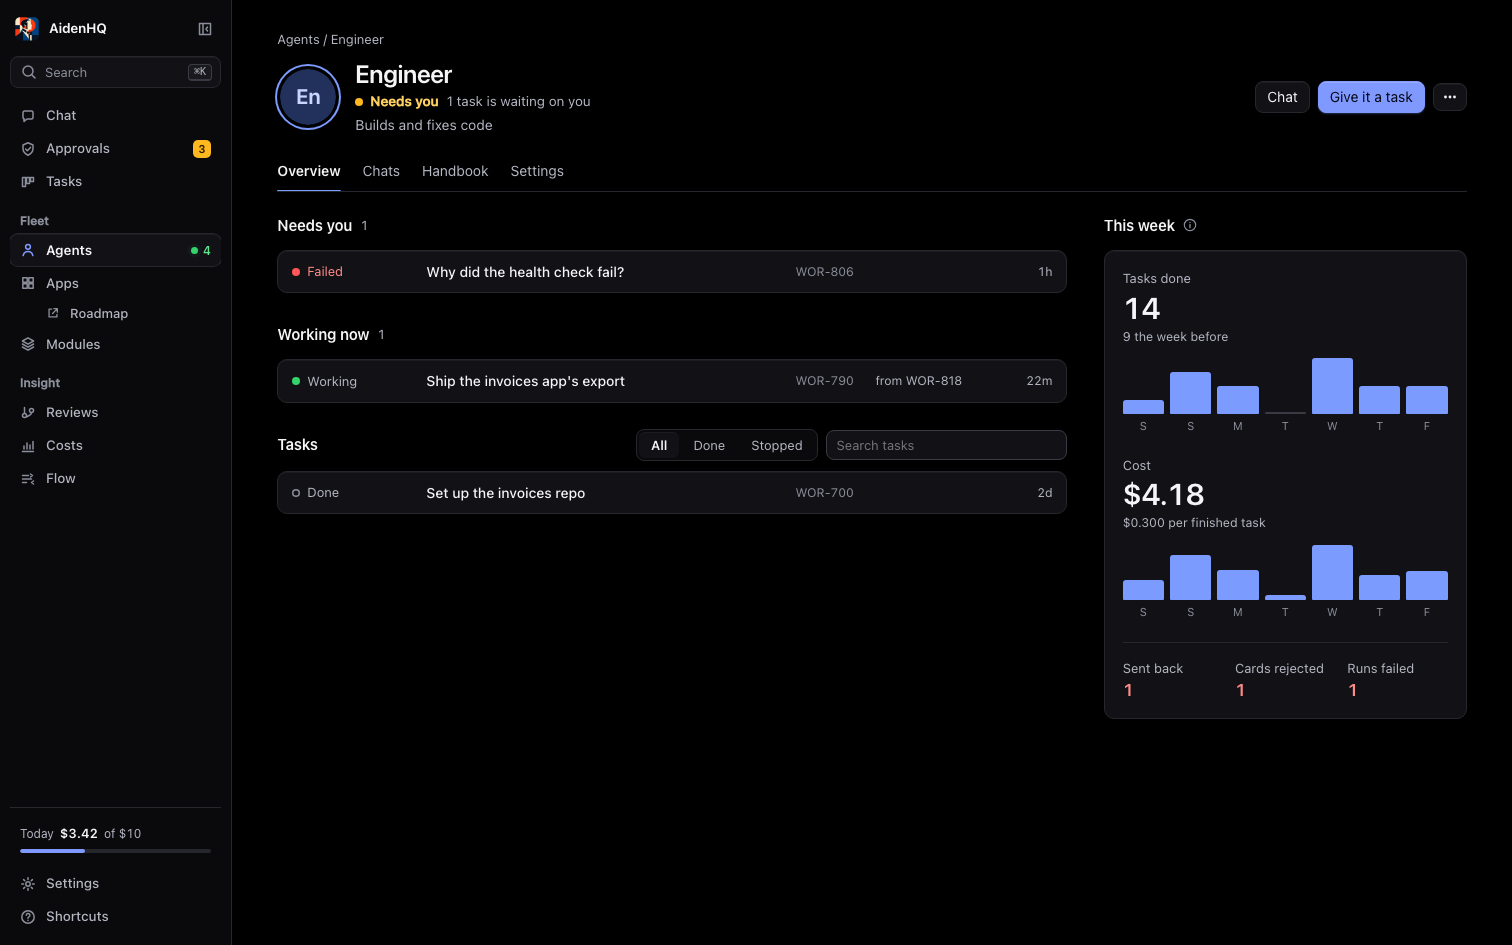 AidenHQ
Search ⌘K
Chat
Approvals 3
Tasks
Fleet
Agents 4
Apps
Roadmap
Modules
Insight
Reviews
Costs
Flow
Today $3.42 of $10
Settings
Shortcuts
Agents / Engineer
En
Engineer
Needs you 1 task is waiting on you
Builds and fixes code
Chat
Give it a task
Overview Chats Handbook Settings
Needs you 1
Failed Why did the health check fail? WOR-806 1h
Working now 1
Working Ship the invoices app's export WOR-790 from WOR-818 22m
Tasks All Done Stopped Search tasks
Done Set up the invoices repo WOR-700 2d
This week
Tasks done
14
9 the week before
S S M T W T F
Cost
$4.18
$0.300 per finished task
S S M T W T F
Sent back Cards rejected Runs failed
1 1 1